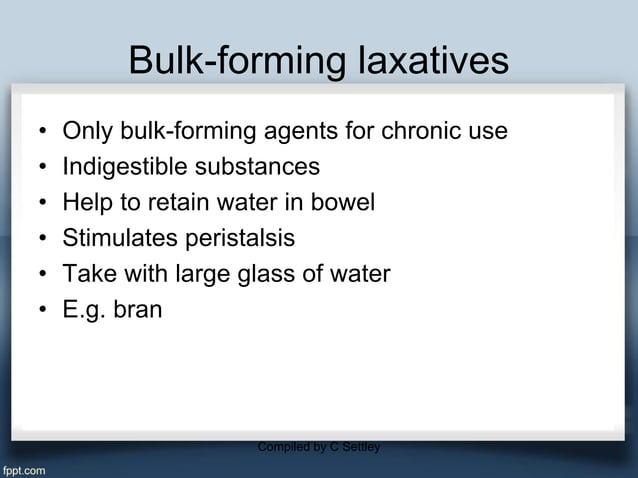 Bulk-forming laxatives
• Only bulk-forming agents for chronic use
• Indigestible substances
• Help to retain water in bowel
• Stimulates peristalsis
• Take with large glass of water
• E.g. bran
Compiled by C Settley
fppt.com